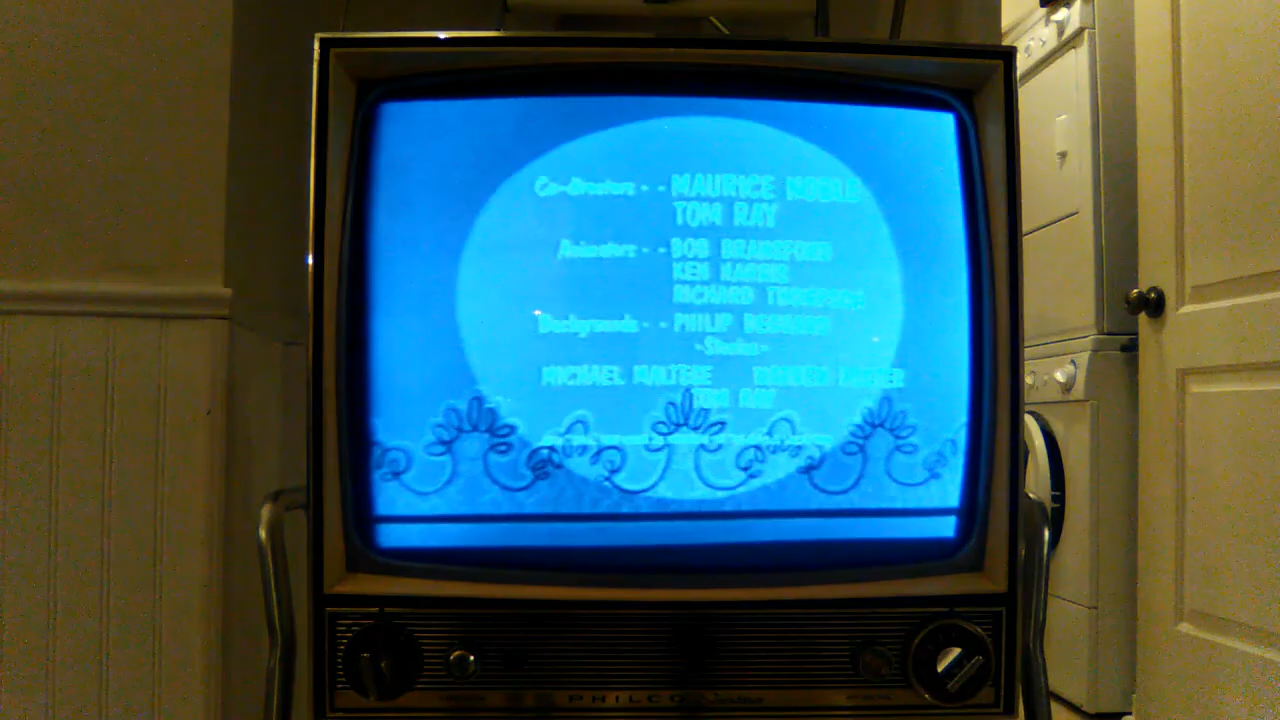 Co-directors - - MAURICE NOBLE
TOM RAY
Animators - - BOB BRANSFORD
KEN HARRIS
RICHARD THOMPSON
Backgrounds - - PHILIP DEGUARD
-Stories-
MICHAEL MALTESE
TOM RAY
PHILCO